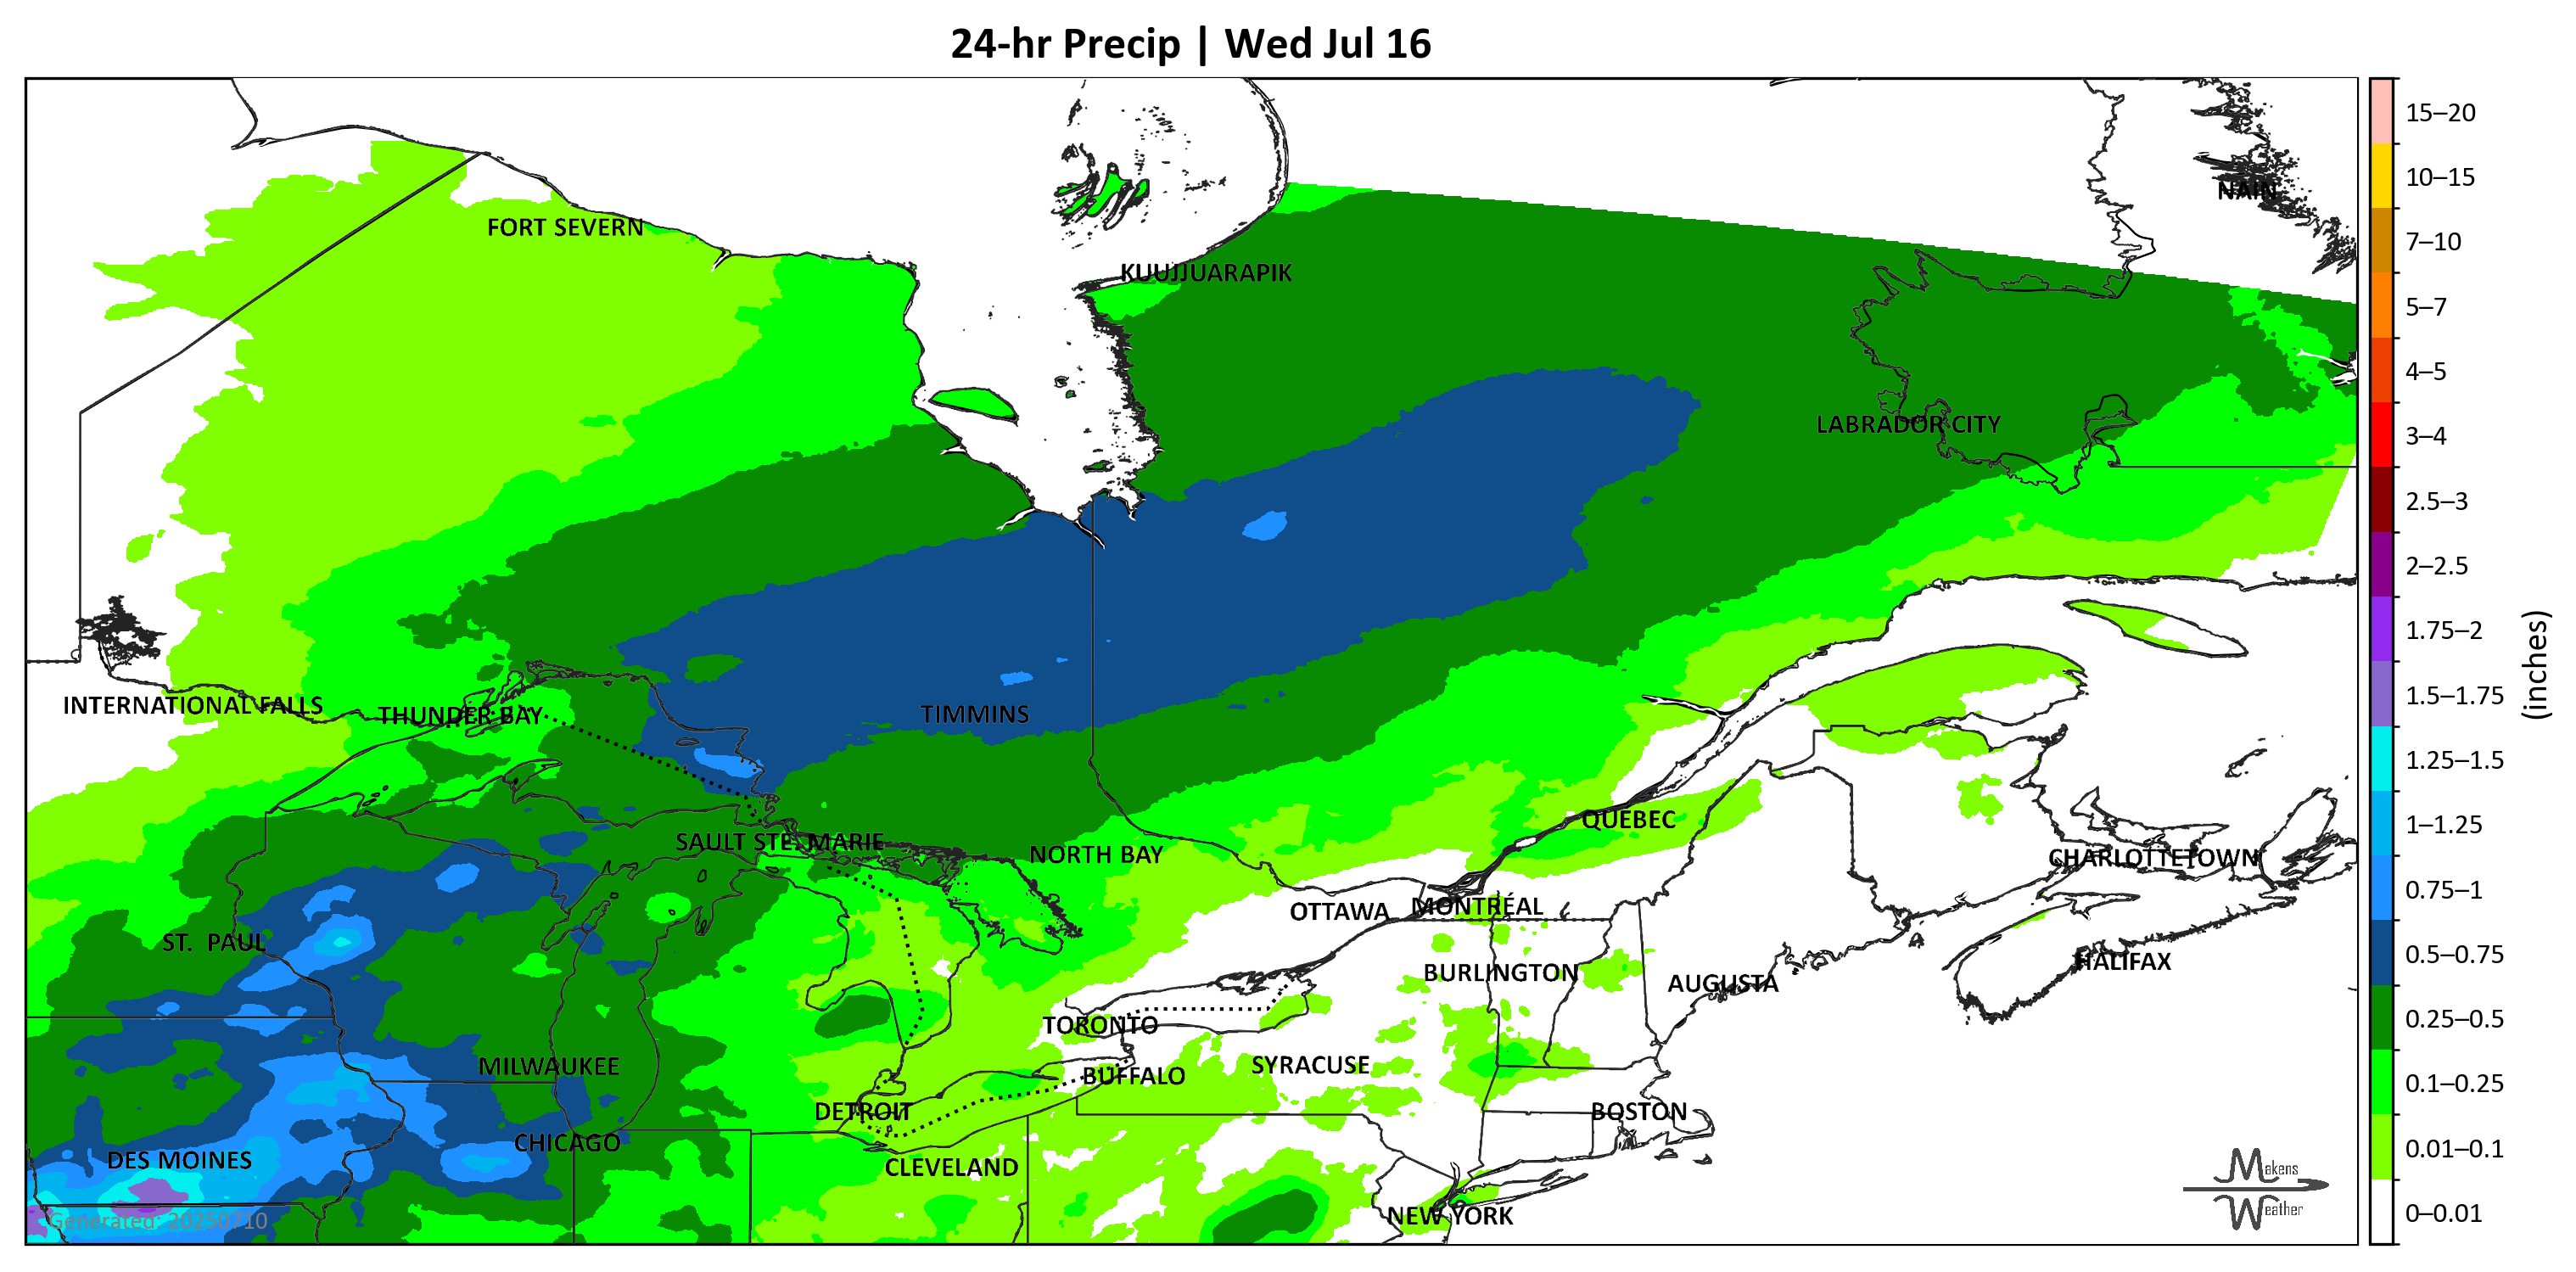 24-hr Precip | Wed Jul 16
NAIN
FORT SEVERN
KUUJJUARAPIK
LABRADOR CITY
INTERNATIONAL FALLS
THUNDER BAY
TIMMINS
QUEBEC
SAULT STE. MARIE
NORTH BAY
CHARLOTTETOWN
OTTAWA
MONTRÉAL
ST. PAUL
HALIFAX
BURLINGTON
AUGUSTA
TORONTO
MILWAUKEE
SYRACUSE
BUFFALO
DETROIT
BOSTON
CHICAGO
DES MOINES
CLEVELAND
NEW YORK
Generated: 20250710
Makens
Weather
15–20
10–15
7–10
5–7
4–5
3–4
2.5–3
2–2.5
1.75–2
1.5–1.75
1.25–1.5
1–1.25
0.75–1
0.5–0.75
0.25–0.5
0.1–0.25
0.01–0.1
0–0.01
(inches)